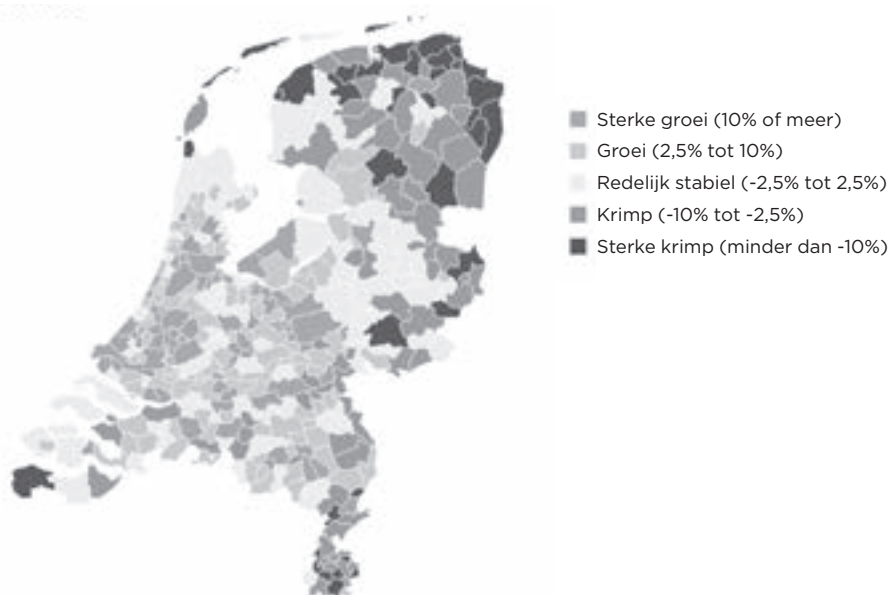 Sterke groei (10% of meer)
Groei (2,5% tot 10%)
Redelijk stabiel (-2,5% tot 2,5%)
Krimp (-10% tot -2,5%)
Sterke krimp (minder dan -10%)